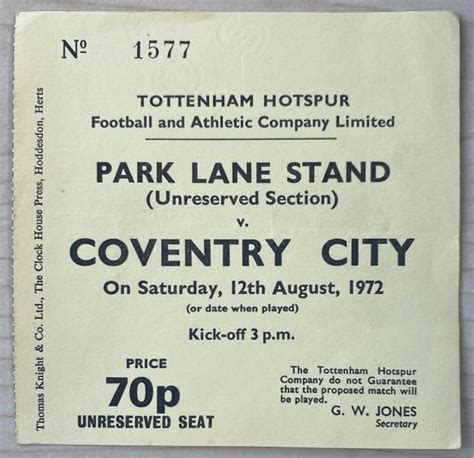 Nº 1577
TOTTENHAM HOTSPUR
Football and Athletic Company Limited
PARK LANE STAND
(Unreserved Section)
v.
COVENTRY CITY
On Saturday, 12th August, 1972
(or date when played)
Kick-off 3 p.m.
PRICE
70p
UNRESERVED SEAT
The Tottenham Hotspur
Company do not Guarantee
that the proposed match will
be played.
G. W. JONES
Secretary
Thomas Knight & Co. Ltd., The Clock House Press, Hoddesdon, Herts